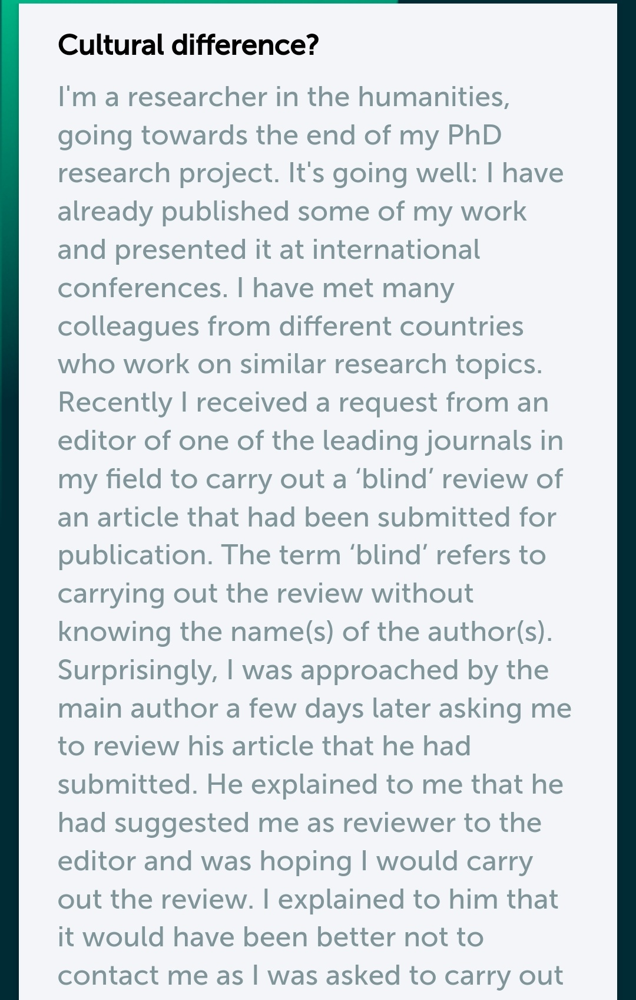 Cultural difference?
I'm a researcher in the humanities,
going towards the end of my PhD
research project. It's going well: I have
already published some of my work
and presented it at international
conferences. I have met many
colleagues from different countries
who work on similar research topics.
Recently I received a request from an
editor of one of the leading journals in
my field to carry out a ‘blind’ review of
an article that had been submitted for
publication. The term ‘blind’ refers to
carrying out the review without
knowing the name(s) of the author(s).
Surprisingly, I was approached by the
main author a few days later asking me
to review his article that he had
submitted. He explained to me that he
had suggested me as reviewer to the
editor and was hoping I would carry
out the review. I explained to him that
it would have been better not to
contact me as I was asked to carry out